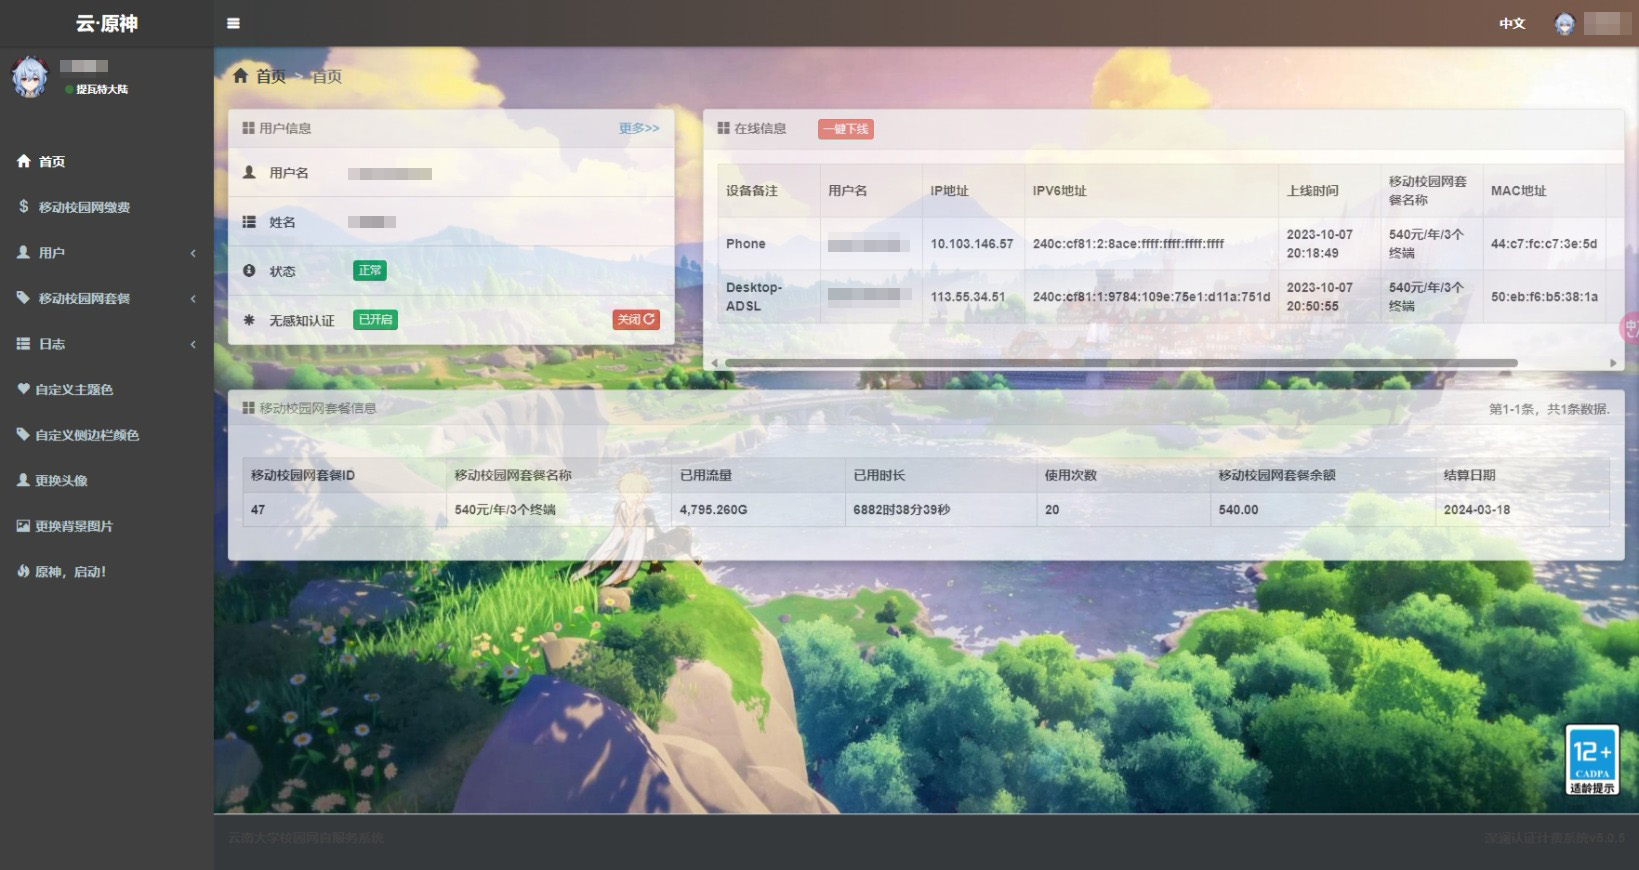 云·原神
中文
提瓦特大陆
首页
移动校园网缴费
用户
移动校园网套餐
日志
自定义主题色
自定义侧边栏颜色
更换头像
更换背景图片
原神，启动！
首页 > 首页
用户信息 更多>>
用户名
姓名
状态 正常
无感知认证 已开启 关闭
在线信息 一键下线
设备备注 用户名 IP地址 IPV6地址 上线时间 移动校园网套餐名称 MAC地址
Phone 10.103.146.57 240c:cf81:2:8ace:ffff:ffff:ffff:ffff 2023-10-07 20:18:49 540元/年/3个终端 44:c7:fc:c7:3e:5d
Desktop-ADSL 113.55.34.51 240c:cf81:1:9784:109e:75e1:d11a:751d 2023-10-07 20:50:55 540元/年/3个终端 50:eb:f6:b5:38:1a
移动校园网套餐信息 第1-1条，共1条数据.
移动校园网套餐ID 移动校园网套餐名称 已用流量 已用时长 使用次数 移动校园网套餐余额 结算日期
47 540元/年/3个终端 4,795.260G 6882时38分39秒 20 540.00 2024-03-18
12+
CADPA
适龄提示
云南大学校园网自服务系统
深澜认证计费系统v5.0.5